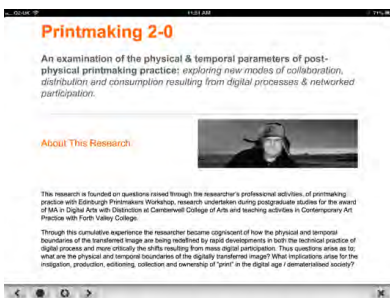 O2-UK
11:51 AM
71%
Printmaking 2-0
An examination of the physical & temporal parameters of post-
physical printmaking practice: exploring new modes of collaboration,
distribution and consumption resulting from digital processes & networked
participation.
About This Research
This research is founded on questions raised through the researcher's professional activities, of printmaking
practice with Edinburgh Printmakers Workshop, research undertaken during postgraduate studies for the award
of MA in Digital Arts with Distinction at Camberwell College of Arts and teaching activities in Contemporary Art
Practice with Forth Valley College.
Through this cumulative experience the researcher became cogniscent of how the physical and temporal
boundaries of the transferred image are being redefined by rapid developments in both the technical practice of
digital process and more critically the shifts resulting from mass digital participation. Thus questions arise as to;
what are the physical and temporal boundaries of the digitally transferred image? What implications arise for the
instigation, production, editioning, collection and ownership of "print" in the digital age / dematerialised society?